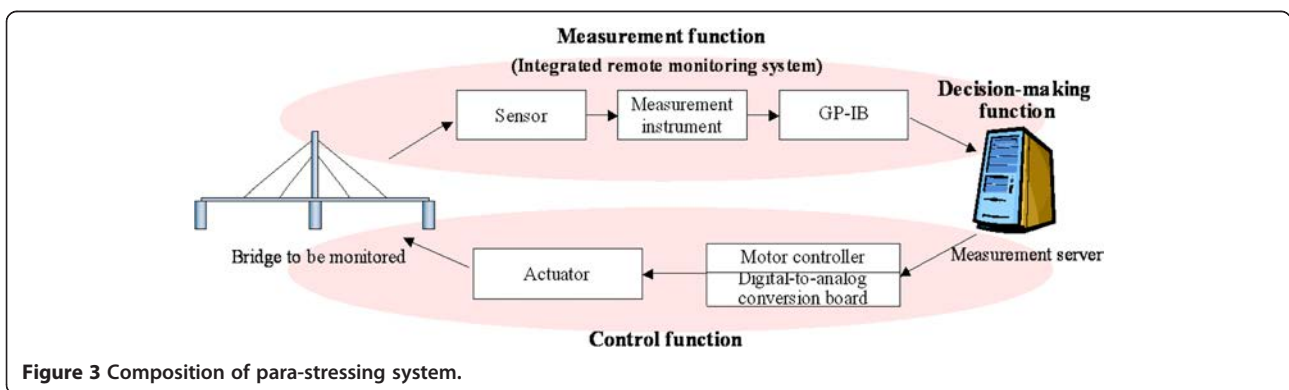 Measurement function
(Integrated remote monitoring system)
Decision-making
function
Sensor
Measurement
instrument
GP-IB
Bridge to be monitored
Measurement server
Actuator
Motor controller
Digital-to-analog
conversion board
Control function
Figure 3 Composition of para-stressing system.